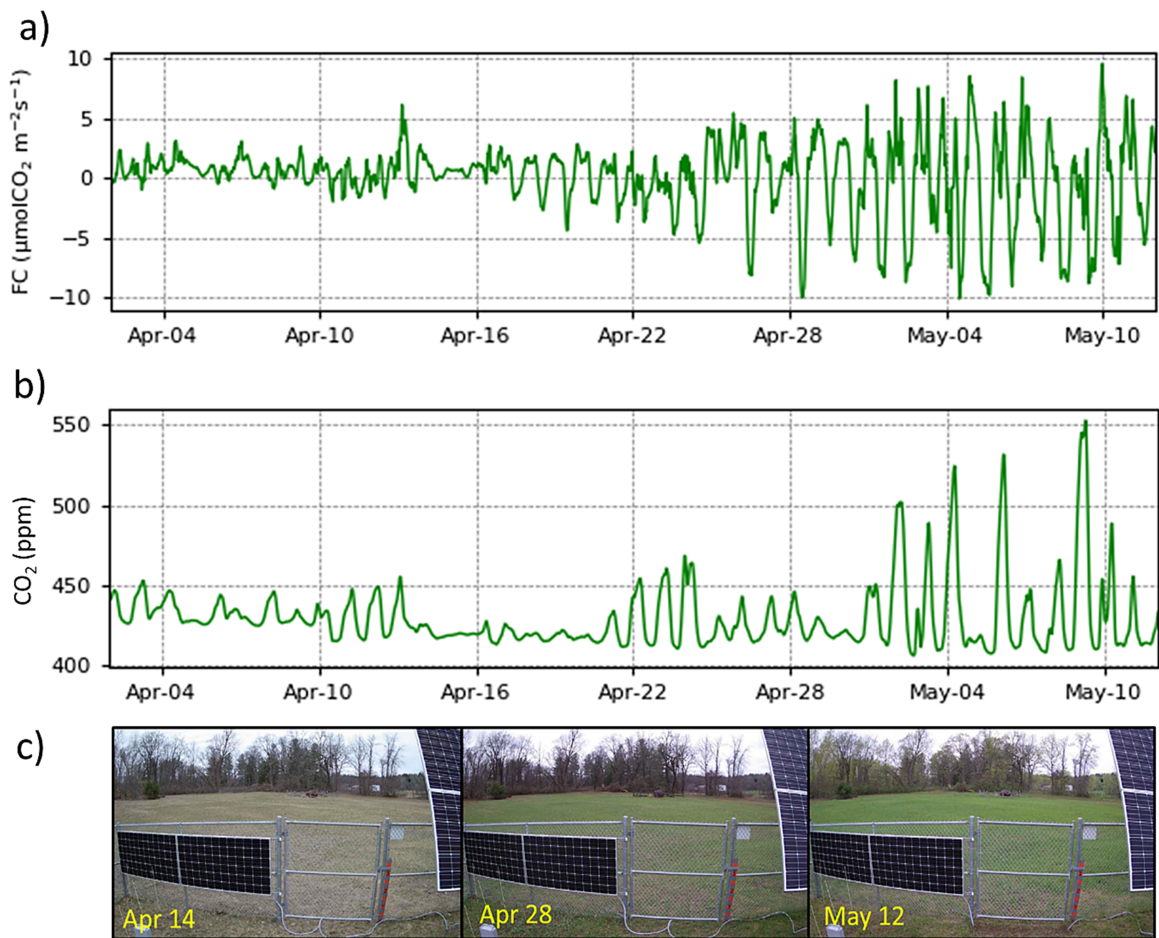 a)
10
5
0
−5
−10
FC (μmolCO₂ m⁻²s⁻¹)
Apr-04 Apr-10 Apr-16 Apr-22 Apr-28 May-04 May-10
b)
550
500
450
400
CO₂ (ppm)
Apr-04 Apr-10 Apr-16 Apr-22 Apr-28 May-04 May-10
c)
Apr 14 Apr 28 May 12